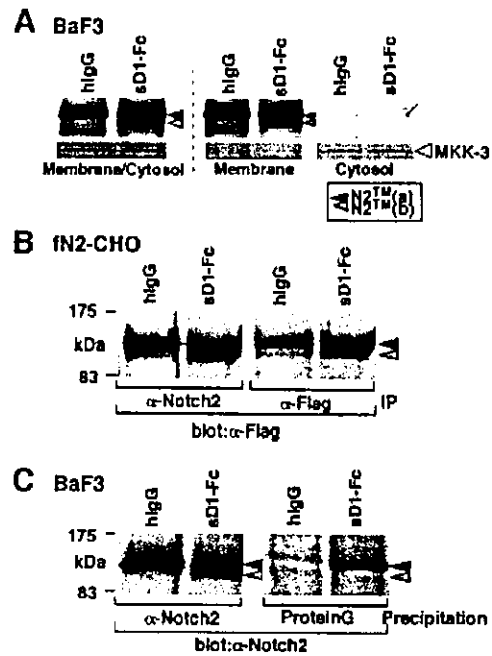 A BaF3
hIgG sD1-Fc hIgG sD1-Fc hIgG sD1-Fc
MKK-3
Membrane/Cytosol Membrane Cytosol
N2TM(a)
N2TM(b)
B fN2-CHO
hIgG sD1-Fc hIgG sD1-Fc
175
kDa
83
α-Notch2 α-Flag IP
blot:α-Flag
C BaF3
hIgG sD1-Fc hIgG sD1-Fc
175
kDa
83
α-Notch2 ProteinG Precipitation
blot:α-Notch2